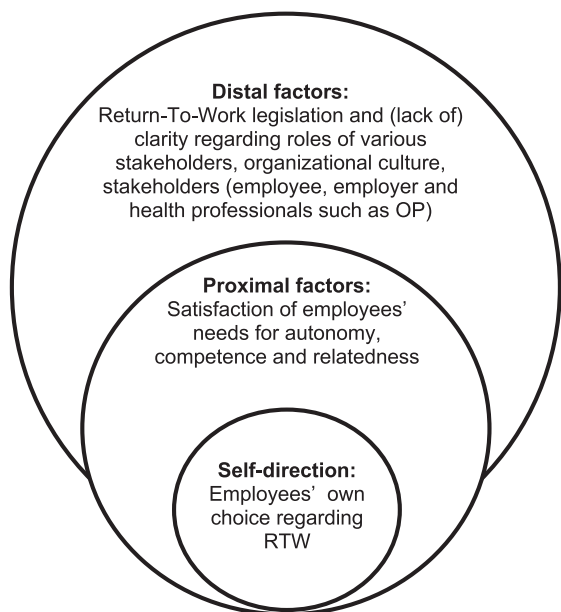 Distal factors:
Return-To-Work legislation and (lack of)
clarity regarding roles of various
stakeholders, organizational culture,
stakeholders (employee, employer and
health professionals such as OP)
Proximal factors:
Satisfaction of employees'
needs for autonomy,
competence and relatedness
Self-direction:
Employees' own
choice regarding
RTW